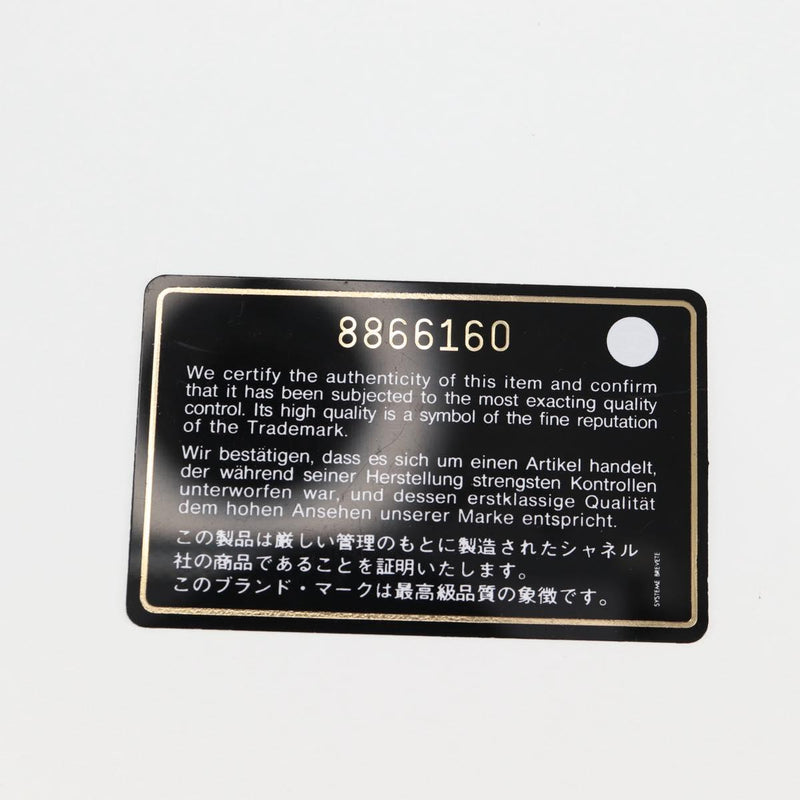 8866160
We certify the authenticity of this item and confirm
that it has been subjected to the most exacting quality
control. Its high quality is a symbol of the fine reputation
of the Trademark.
Wir bestätigen, dass es sich um einen Artikel handelt,
der während seiner Herstellung strengsten Kontrollen
unterworfen war, und dessen erstklassige Qualität
dem hohen Ansehen unserer Marke entspricht.
この製品は厳しい管理のもとに製造されたシャネル
社の商品であることを証明いたします。
このブランド・マークは最高級品質の象徴です。
SYSTEME BREVETE